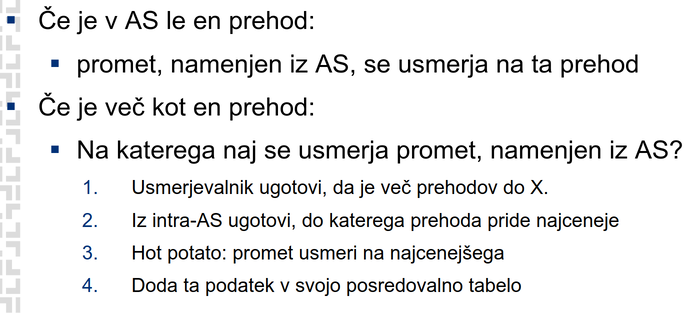 ▪ Če je v AS le en prehod:
▪ promet, namenjen iz AS, se usmerja na ta prehod
▪ Če je več kot en prehod:
▪ Na katerega naj se usmerja promet, namenjen iz AS?
1. Usmerjevalnik ugotovi, da je več prehodov do X.
2. Iz intra-AS ugotovi, do katerega prehoda pride najceneje
3. Hot potato: promet usmeri na najcenejšega
4. Doda ta podatek v svojo posredovalno tabelo